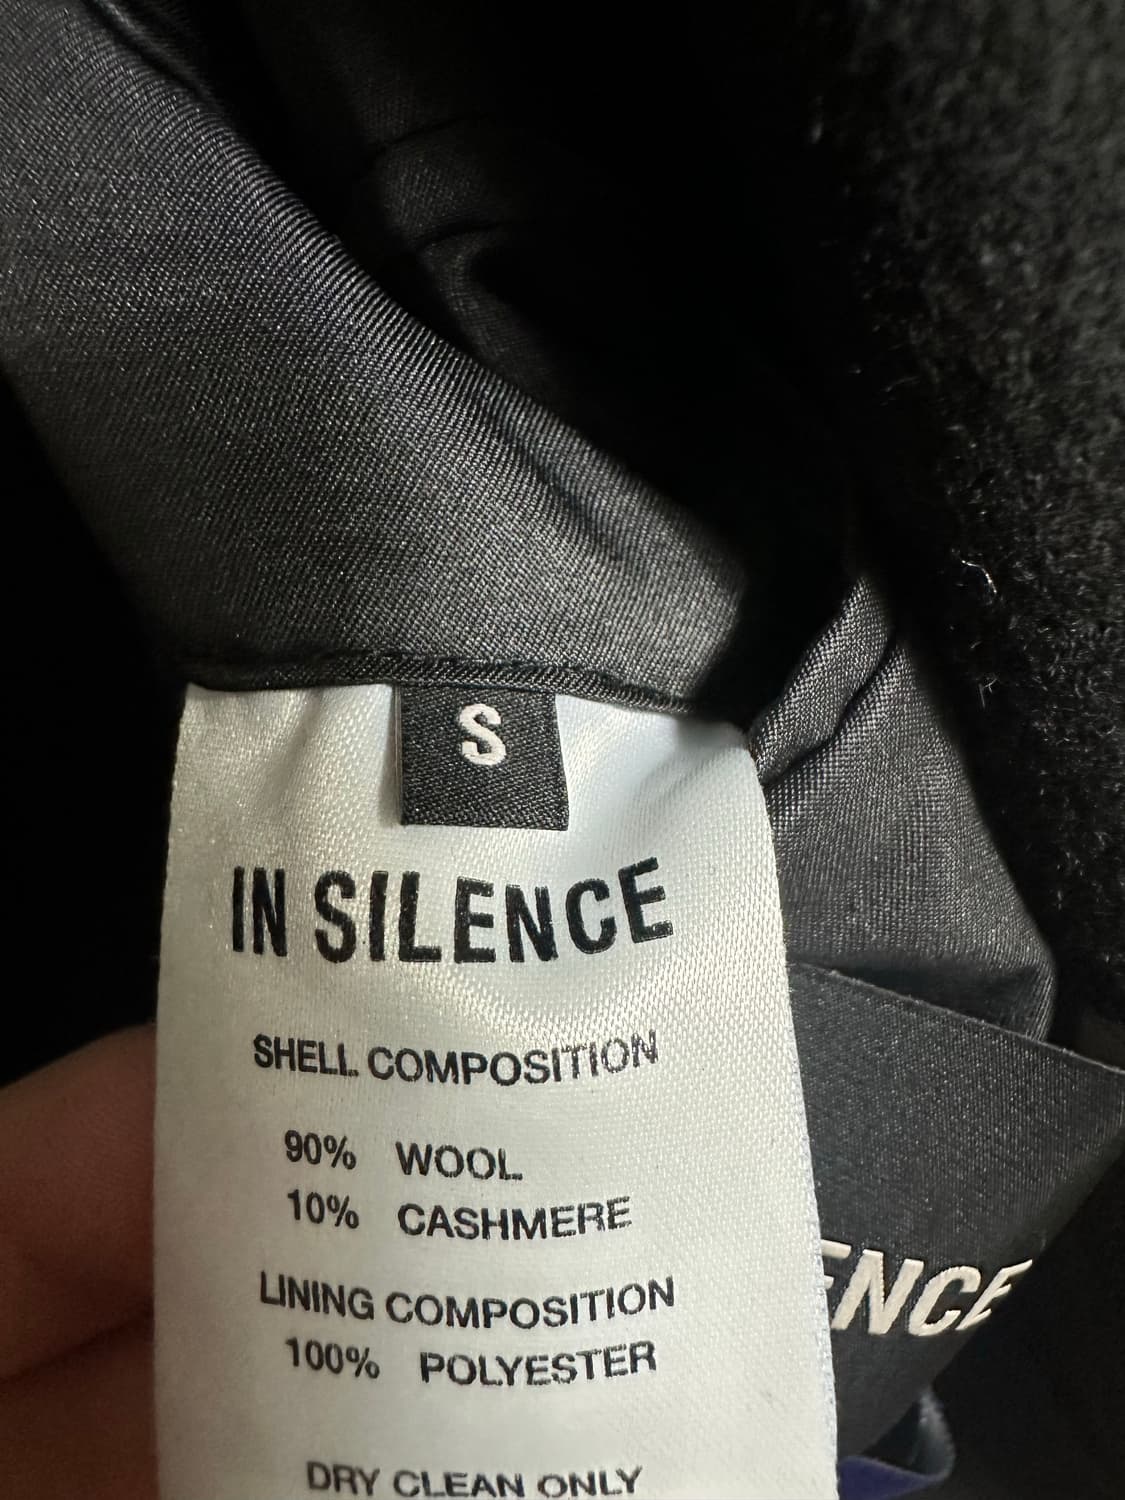 S
IN SILENCE
SHELL COMPOSITION
90% WOOL
10% CASHMERE
LINING COMPOSITION
100% POLYESTER
ENCE
DRY CLEAN ONLY